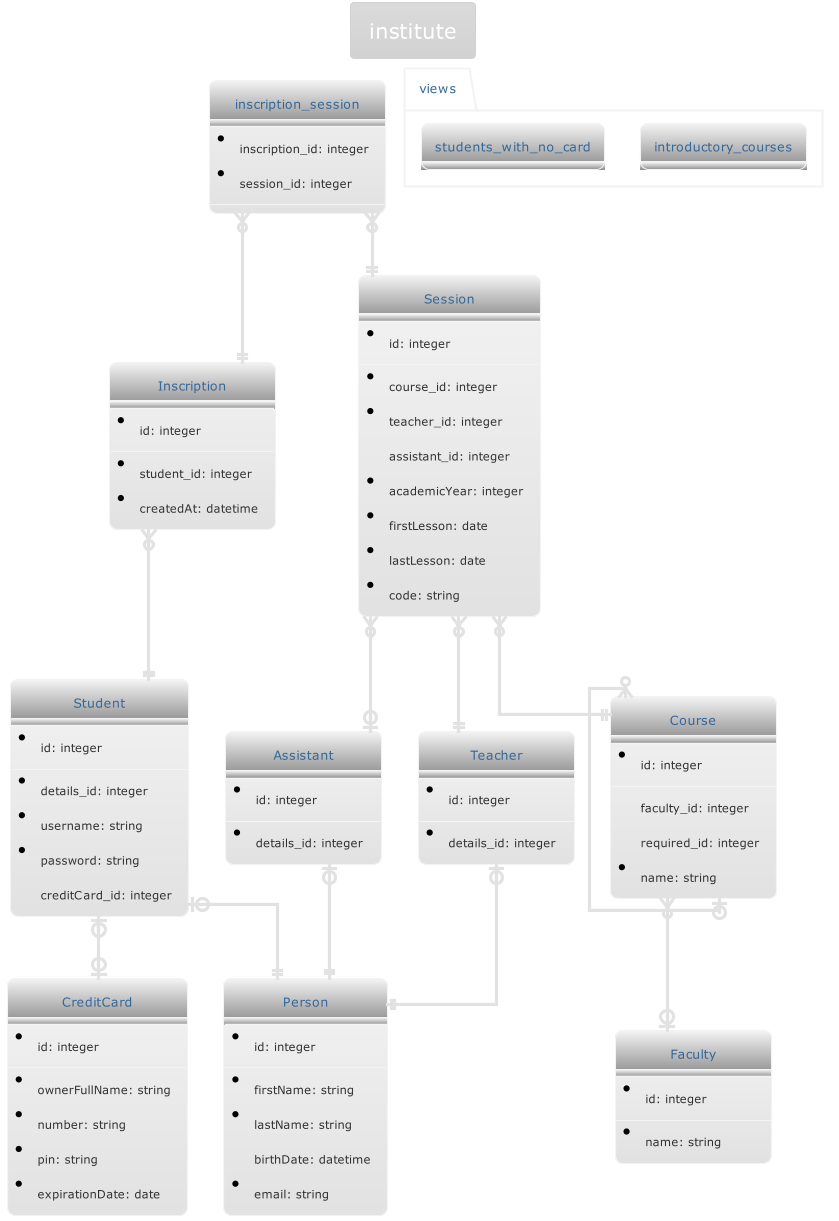 institute
views
students_with_no_card
introductory_courses
inscription_session
inscription_id: integer
session_id: integer
Session
id: integer
course_id: integer
teacher_id: integer
assistant_id: integer
academicYear: integer
firstLesson: date
lastLesson: date
code: string
Inscription
id: integer
student_id: integer
createdAt: datetime
Student
id: integer
details_id: integer
username: string
password: string
creditCard_id: integer
Assistant
id: integer
details_id: integer
Teacher
id: integer
details_id: integer
Course
id: integer
faculty_id: integer
required_id: integer
name: string
CreditCard
id: integer
ownerFullName: string
number: string
pin: string
expirationDate: date
Person
id: integer
firstName: string
lastName: string
birthDate: datetime
email: string
Faculty
id: integer
name: string